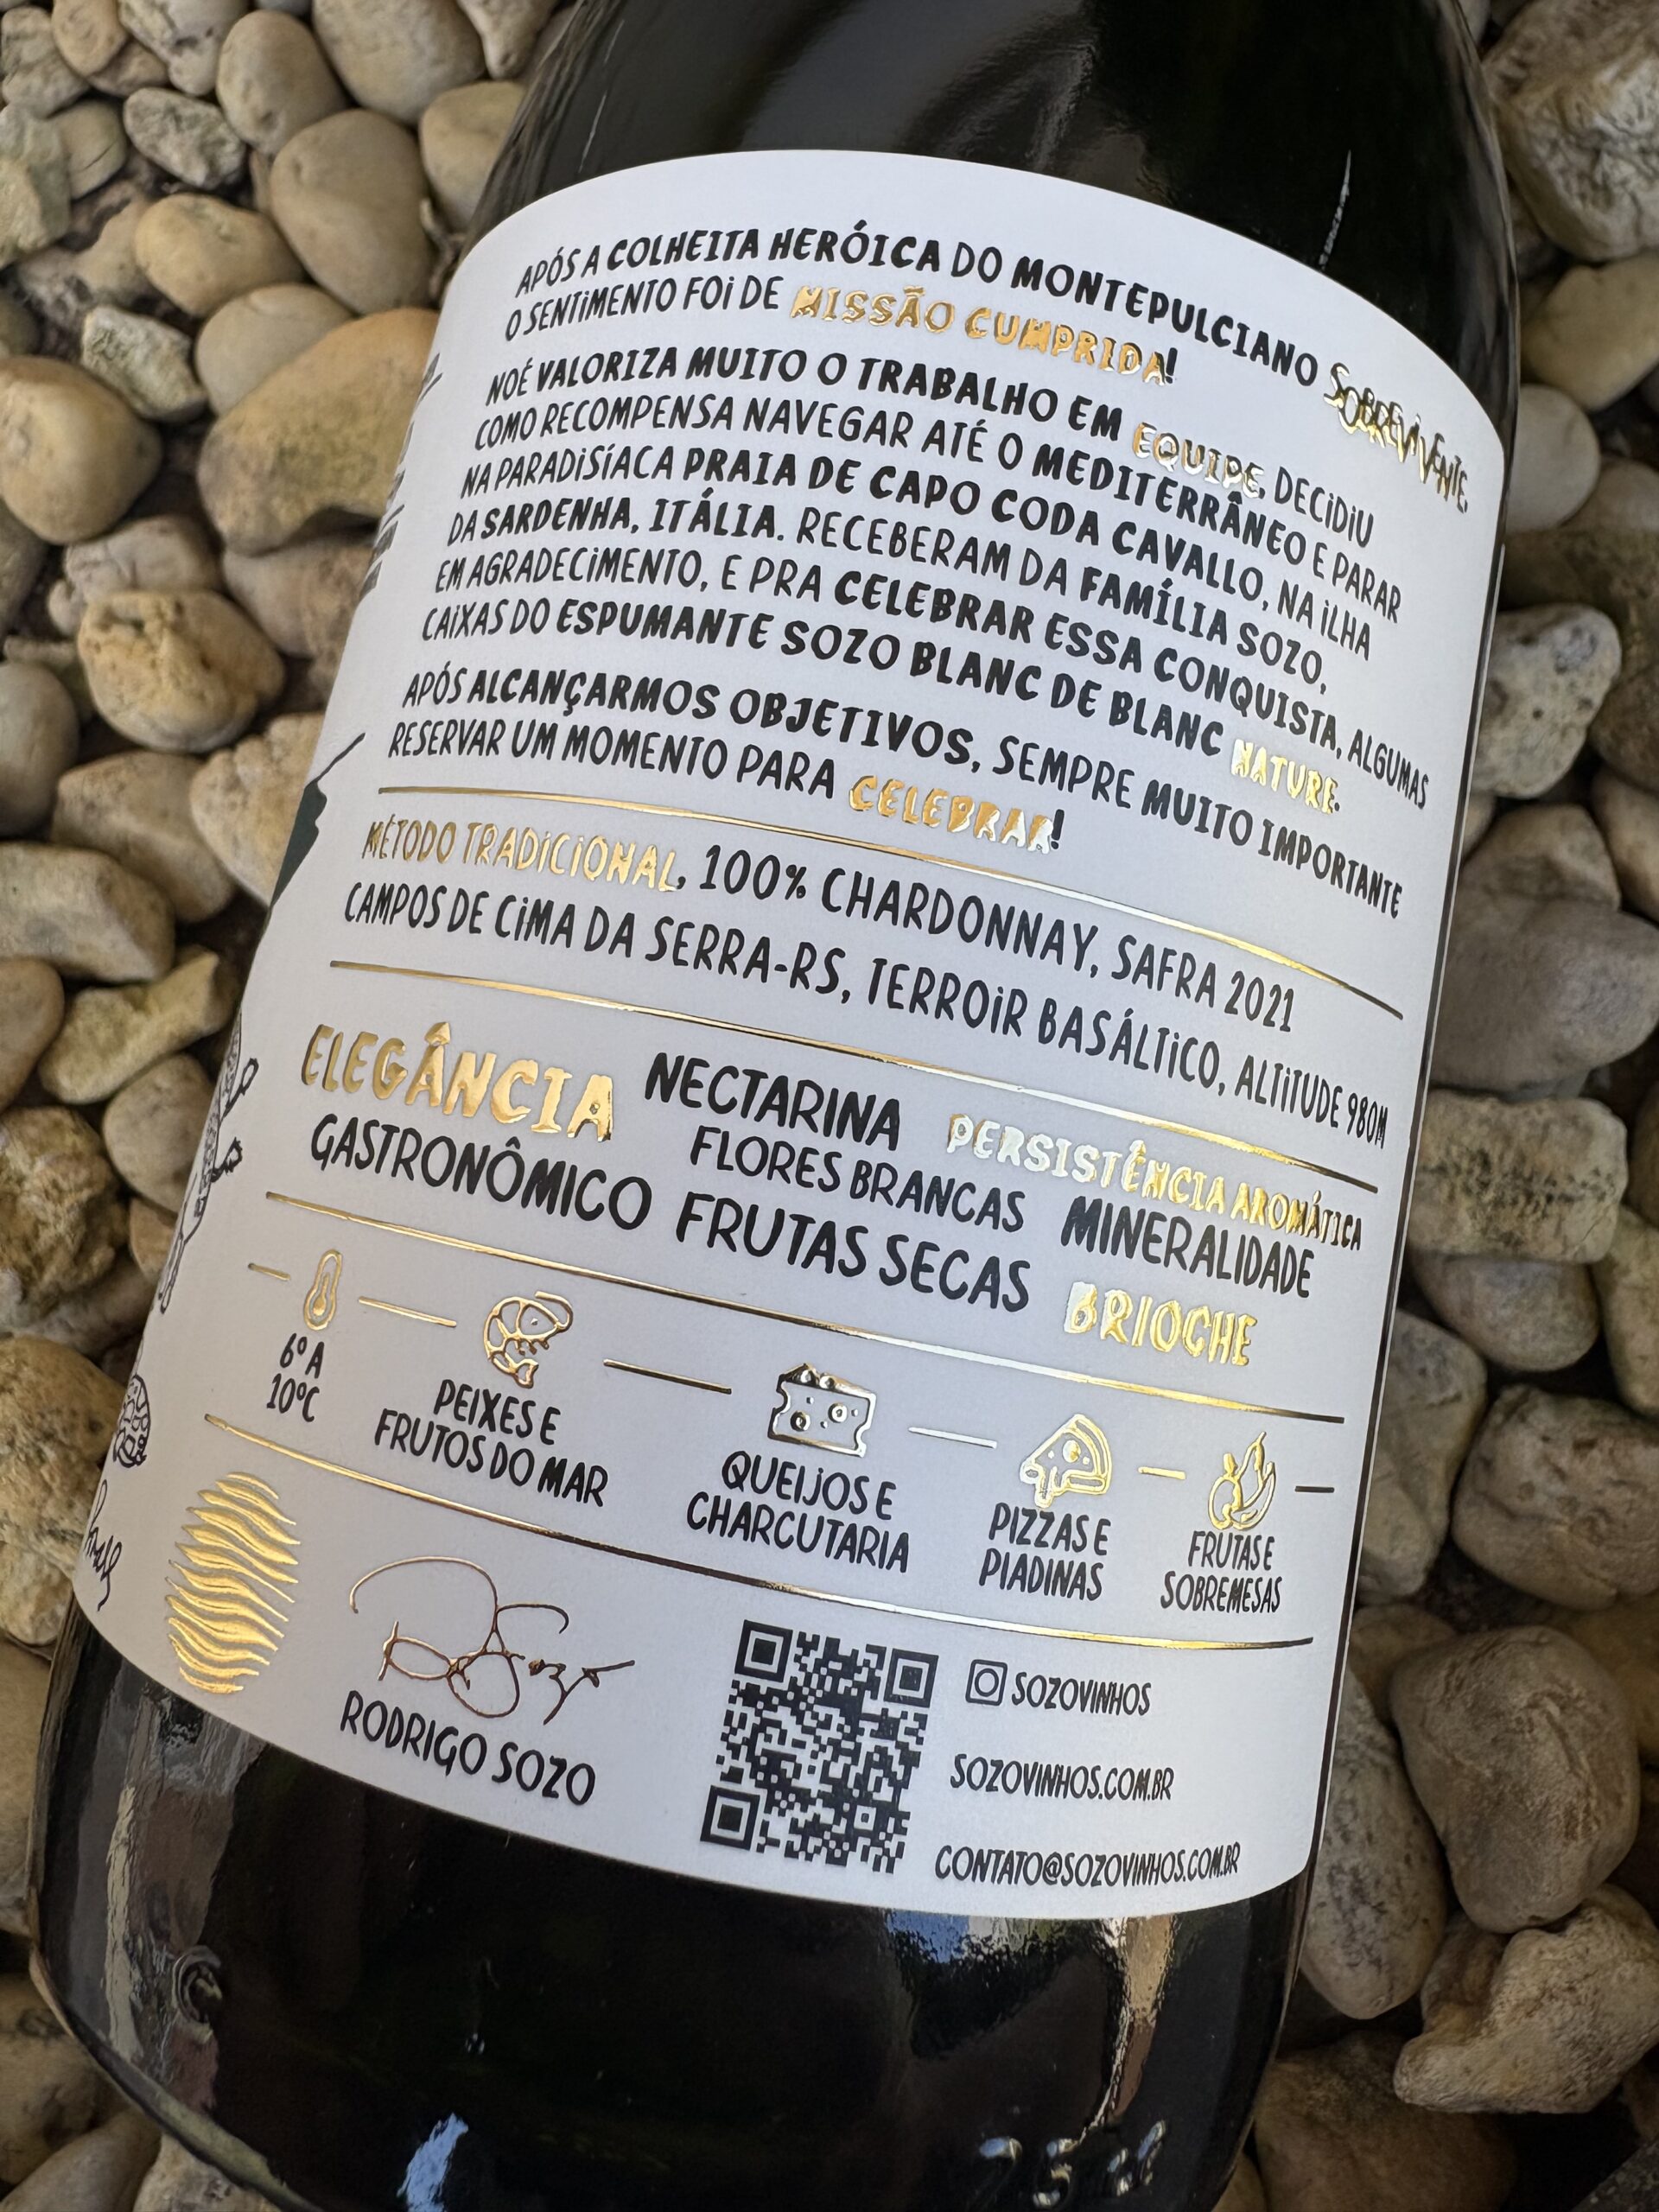 APÓS A COLHEITA HERÓICA DO MONTEPULCIANO SOBREVIVENTE,
O SENTIMENTO FOI DE MISSÃO CUMPRIDA!
NOÉ VALORIZA MUITO O TRABALHO EM EQUIPE, DECIDIU
COMO RECOMPENSA NAVEGAR ATÉ O MEDITERRÂNEO E PARAR
NA PARADISÍACA PRAIA DE CAPO CODA CAVALLO, NA ILHA
DA SARDENHA, ITÁLIA. RECEBERAM DA FAMÍLIA SOZO,
EM AGRADECIMENTO, E PRA CELEBRAR ESSA CONQUISTA, ALGUMAS
CAIXAS DO ESPUMANTE SOZO BLANC DE BLANC NATURE.
APÓS ALCANÇARMOS OBJETIVOS, SEMPRE MUITO IMPORTANTE
RESERVAR UM MOMENTO PARA CELEBRAR!
MÉTODO TRADICIONAL, 100% CHARDONNAY, SAFRA 2021
CAMPOS DE CIMA DA SERRA-RS, TERROIR BASÁLTICO, ALTITUDE 980M
ELEGÂNCIA NECTARINA PERSISTÊNCIA AROMÁTICA
GASTRONÔMICO FLORES BRANCAS MINERALIDADE
FRUTAS SECAS BRIOCHE
6º A
10ºC
PEIXES E
FRUTOS DO MAR
QUEIJOS E
CHARCUTARIA
PIZZAS E
PIADINAS
FRUTAS E
SOBREMESAS
RODRIGO SOZO
SOZOVINHOS
SOZOVINHOS.COM.BR
CONTATO@SOZOVINHOS.COM.BR
75 cl